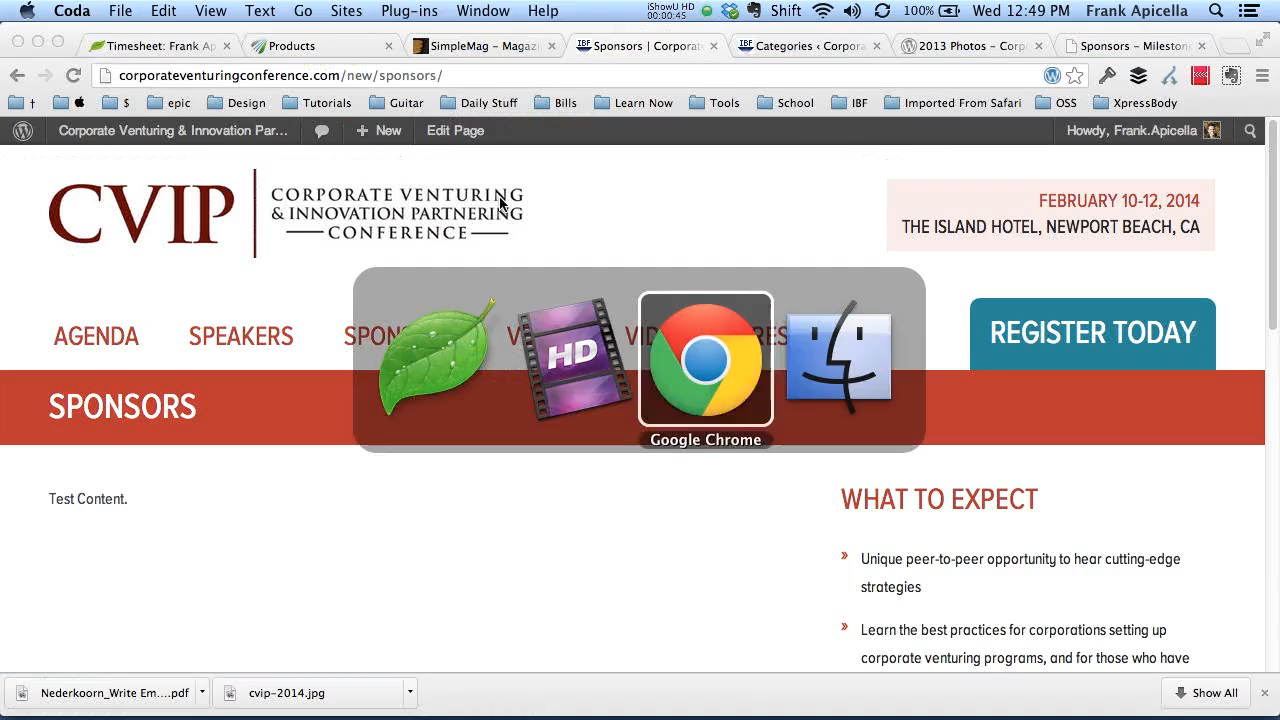 Coda File Edit View Text Go Sites Plug-ins Window Help iShowU HD 00:00:45 Shift 100% Wed 12:49 PM Frank Apicella
Timesheet: Frank Ap × Products × SimpleMag – Magaz × Sponsors | Corporat × Categories ‹ Corpor × 2013 Photos – Corp × Sponsors – Mileston ×
corporateventuringconference.com/new/sponsors/
† $ epic Design Tutorials Guitar Daily Stuff Bills Learn Now Tools School IBF Imported From Safari OSS XpressBody
Corporate Venturing & Innovation Par... + New Edit Page Howdy, Frank.Apicella
CVIP
CORPORATE VENTURING
& INNOVATION PARTNERING
CONFERENCE
FEBRUARY 10-12, 2014
THE ISLAND HOTEL, NEWPORT BEACH, CA
AGENDA SPEAKERS
REGISTER TODAY
HD
Google Chrome
SPONSORS
Test Content.
WHAT TO EXPECT
» Unique peer-to-peer opportunity to hear cutting-edge
strategies
» Learn the best practices for corporations setting up
corporate venturing programs, and for those who have
Nederkoorn_Write Em....pdf cvip-2014.jpg Show All ×